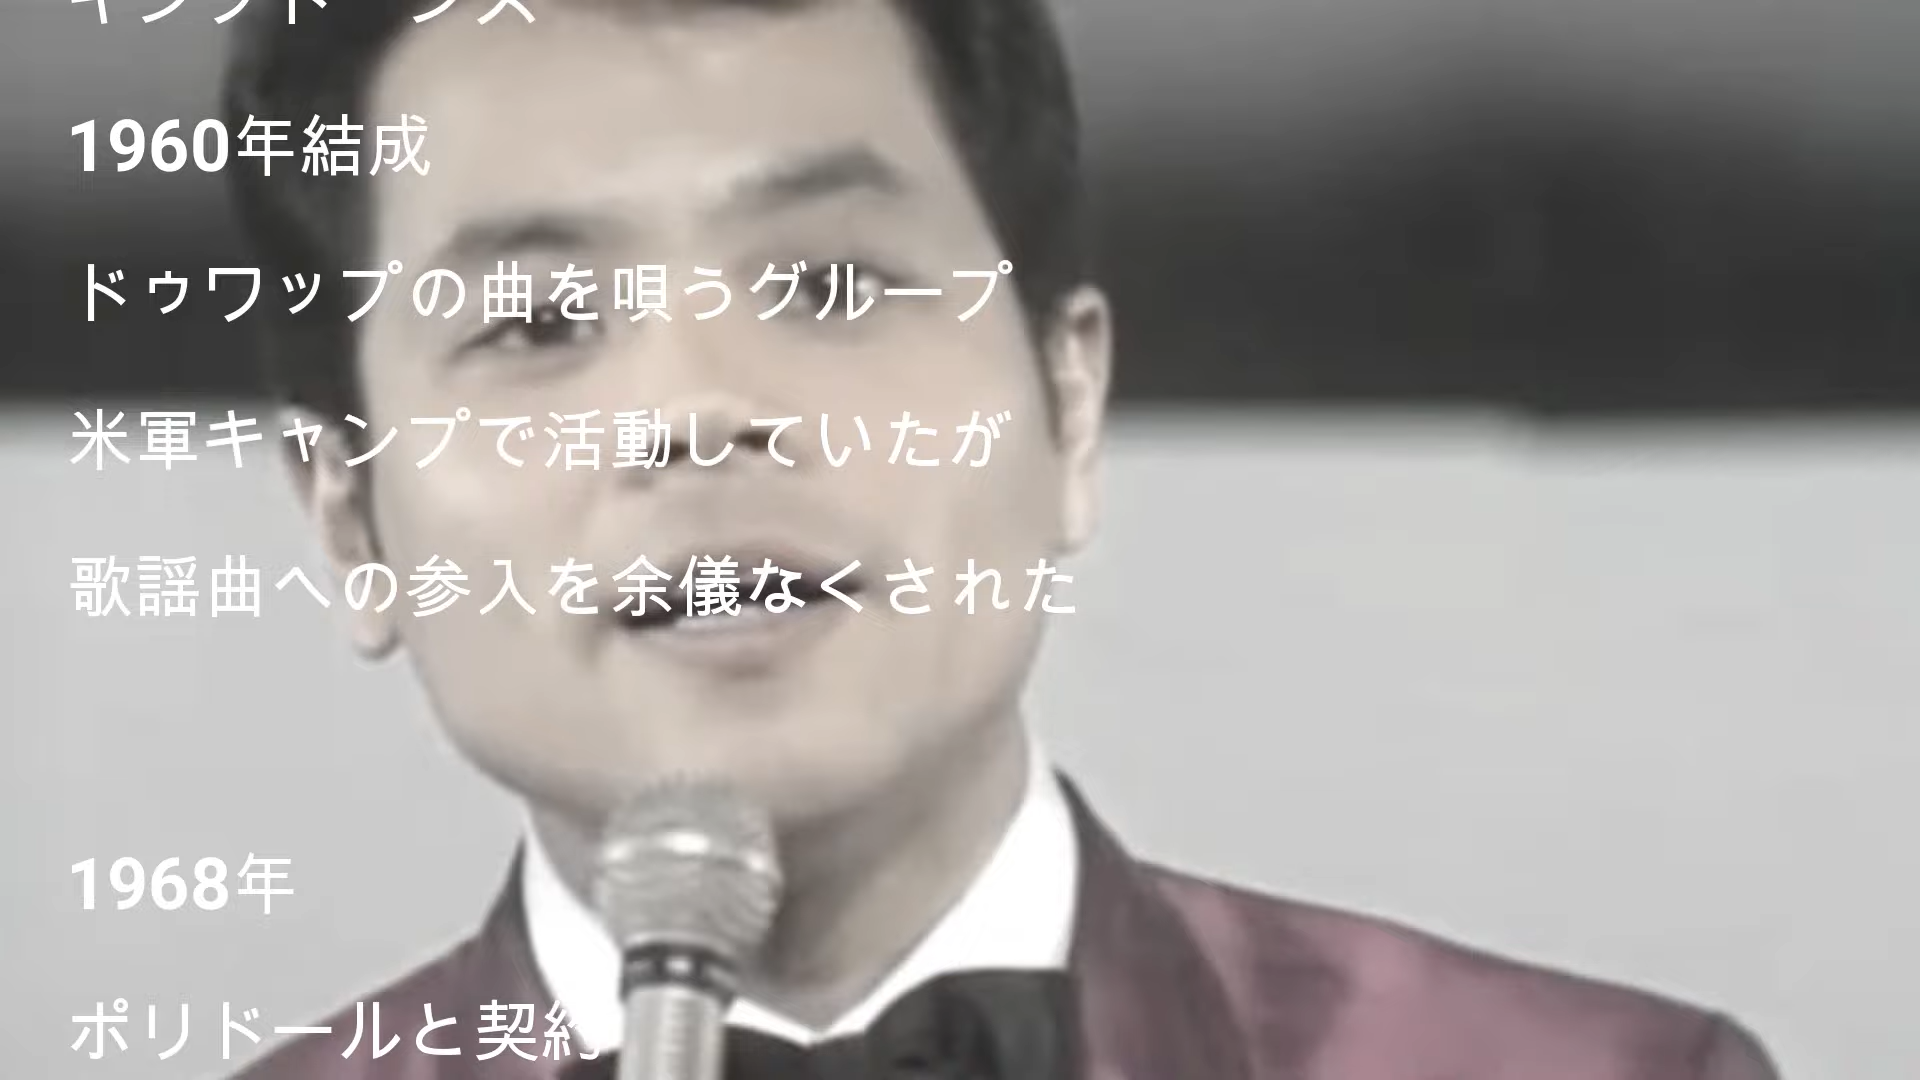 1960年結成
ドゥワップの曲を唄うグループ
米軍キャンプで活動していたが
歌謡曲への参入を余儀なくされた
1968年
ポリドールと契約